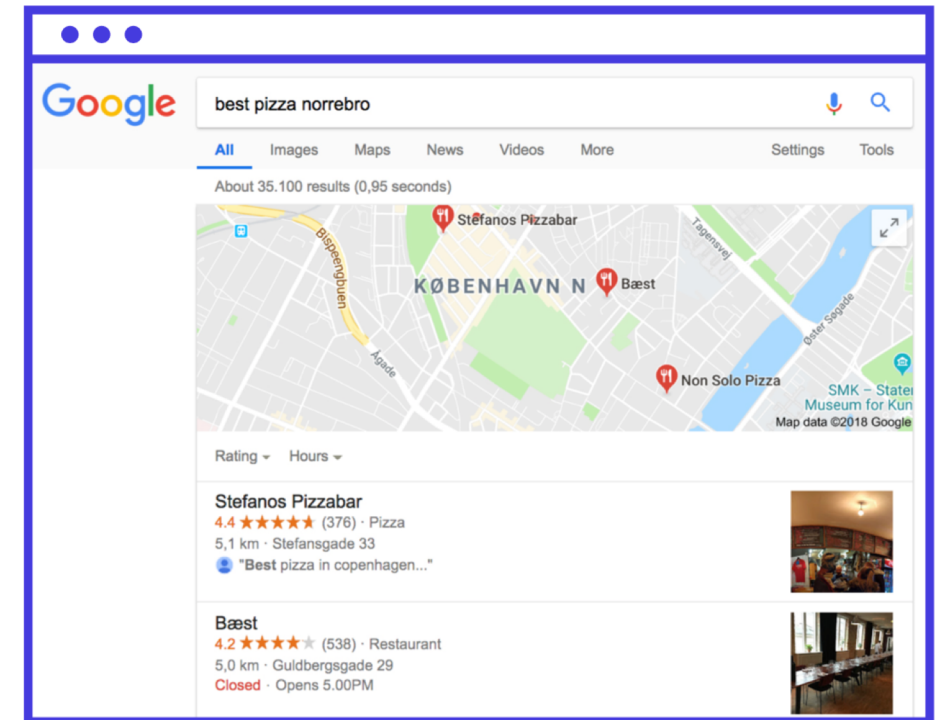 Google
best pizza norrebro
All Images Maps News Videos More Settings Tools
About 35.100 results (0,95 seconds)
Stefanos Pizzabar
Bispeengbuen
Tagensvej
KØBENHAVN N
Bæst
Øster Søgade
Ågade
Non Solo Pizza
SMK – Staten
Museum for Kun
Map data ©2018 Google
Rating Hours
Stefanos Pizzabar
4.4 (376) · Pizza
5,1 km · Stefansgade 33
"Best pizza in copenhagen..."
Bæst
4.2 (538) · Restaurant
5,0 km · Guldbergsgade 29
Closed · Opens 5.00PM